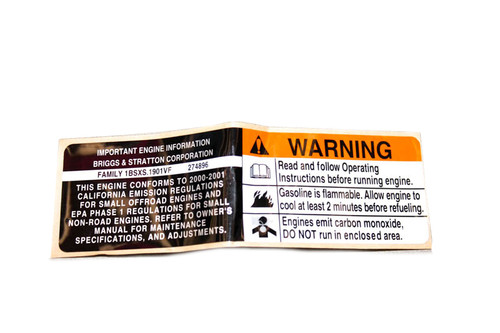 IMPORTANT ENGINE INFORMATION
BRIGGS & STRATTON CORPORATION
FAMILY 1BSXS.1901VF 274896
THIS ENGINE CONFORMS TO 2000-2001
CALIFORNIA EMISSION REGULATIONS
FOR SMALL OFFROAD ENGINES AND
EPA PHASE 1 REGULATIONS FOR SMALL
NON-ROAD ENGINES. REFER TO OWNER'S
MANUAL FOR MAINTENANCE
SPECIFICATIONS, AND ADJUSTMENTS.
WARNING
Read and follow Operating
Instructions before running engine.
Gasoline is flammable. Allow engine to
cool at least 2 minutes before refueling.
Engines emit carbon monoxide,
DO NOT run in enclosed area.